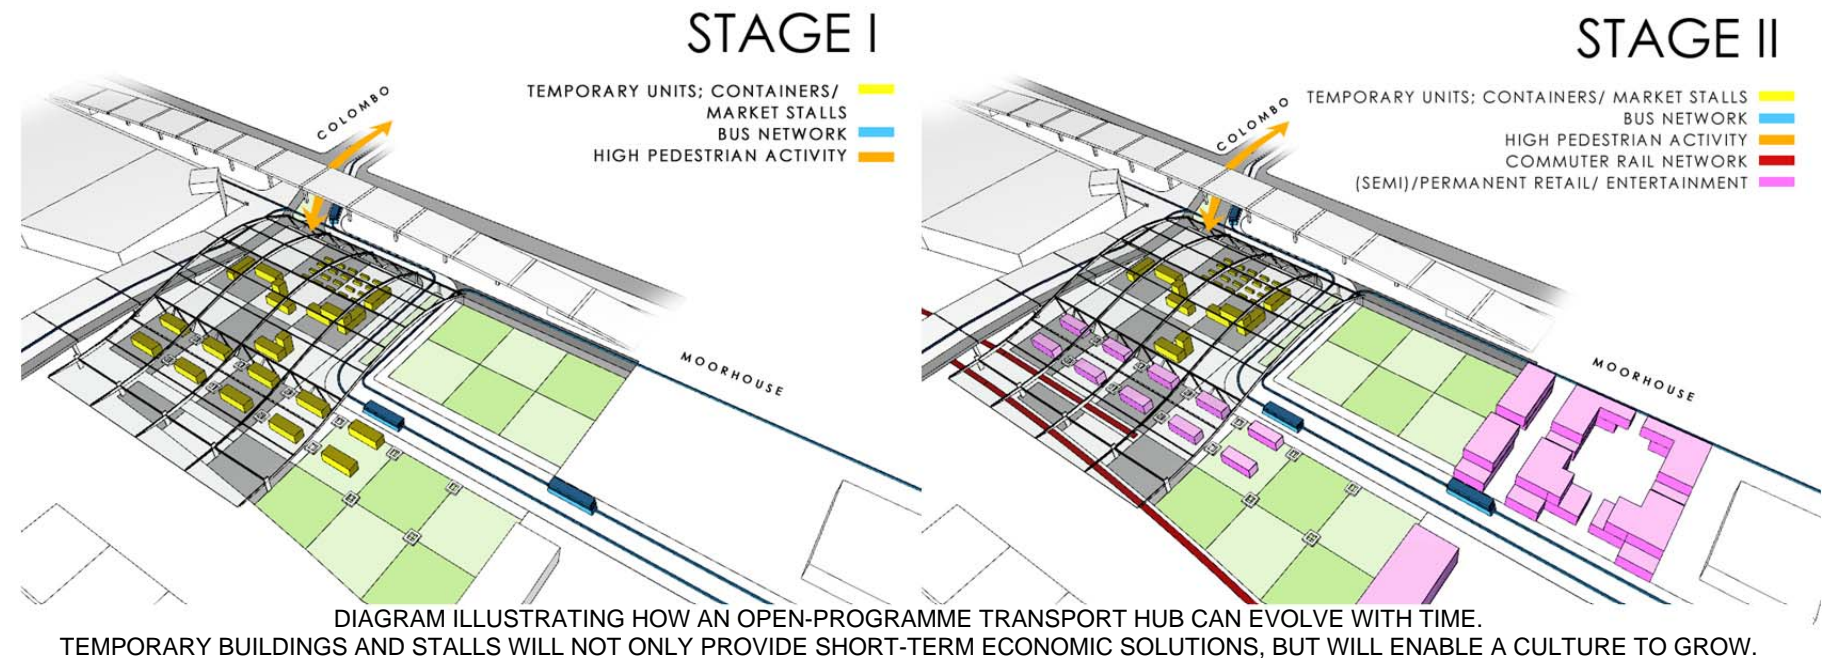 STAGE I
TEMPORARY UNITS; CONTAINERS/
MARKET STALLS
BUS NETWORK
HIGH PEDESTRIAN ACTIVITY
COLOMBO
MOORHOUSE
STAGE II
TEMPORARY UNITS; CONTAINERS/ MARKET STALLS
BUS NETWORK
HIGH PEDESTRIAN ACTIVITY
COMMUTER RAIL NETWORK
(SEMI)/PERMANENT RETAIL/ ENTERTAINMENT
COLOMBO
MOORHOUSE
DIAGRAM ILLUSTRATING HOW AN OPEN-PROGRAMME TRANSPORT HUB CAN EVOLVE WITH TIME.
TEMPORARY BUILDINGS AND STALLS WILL NOT ONLY PROVIDE SHORT-TERM ECONOMIC SOLUTIONS, BUT WILL ENABLE A CULTURE TO GROW.